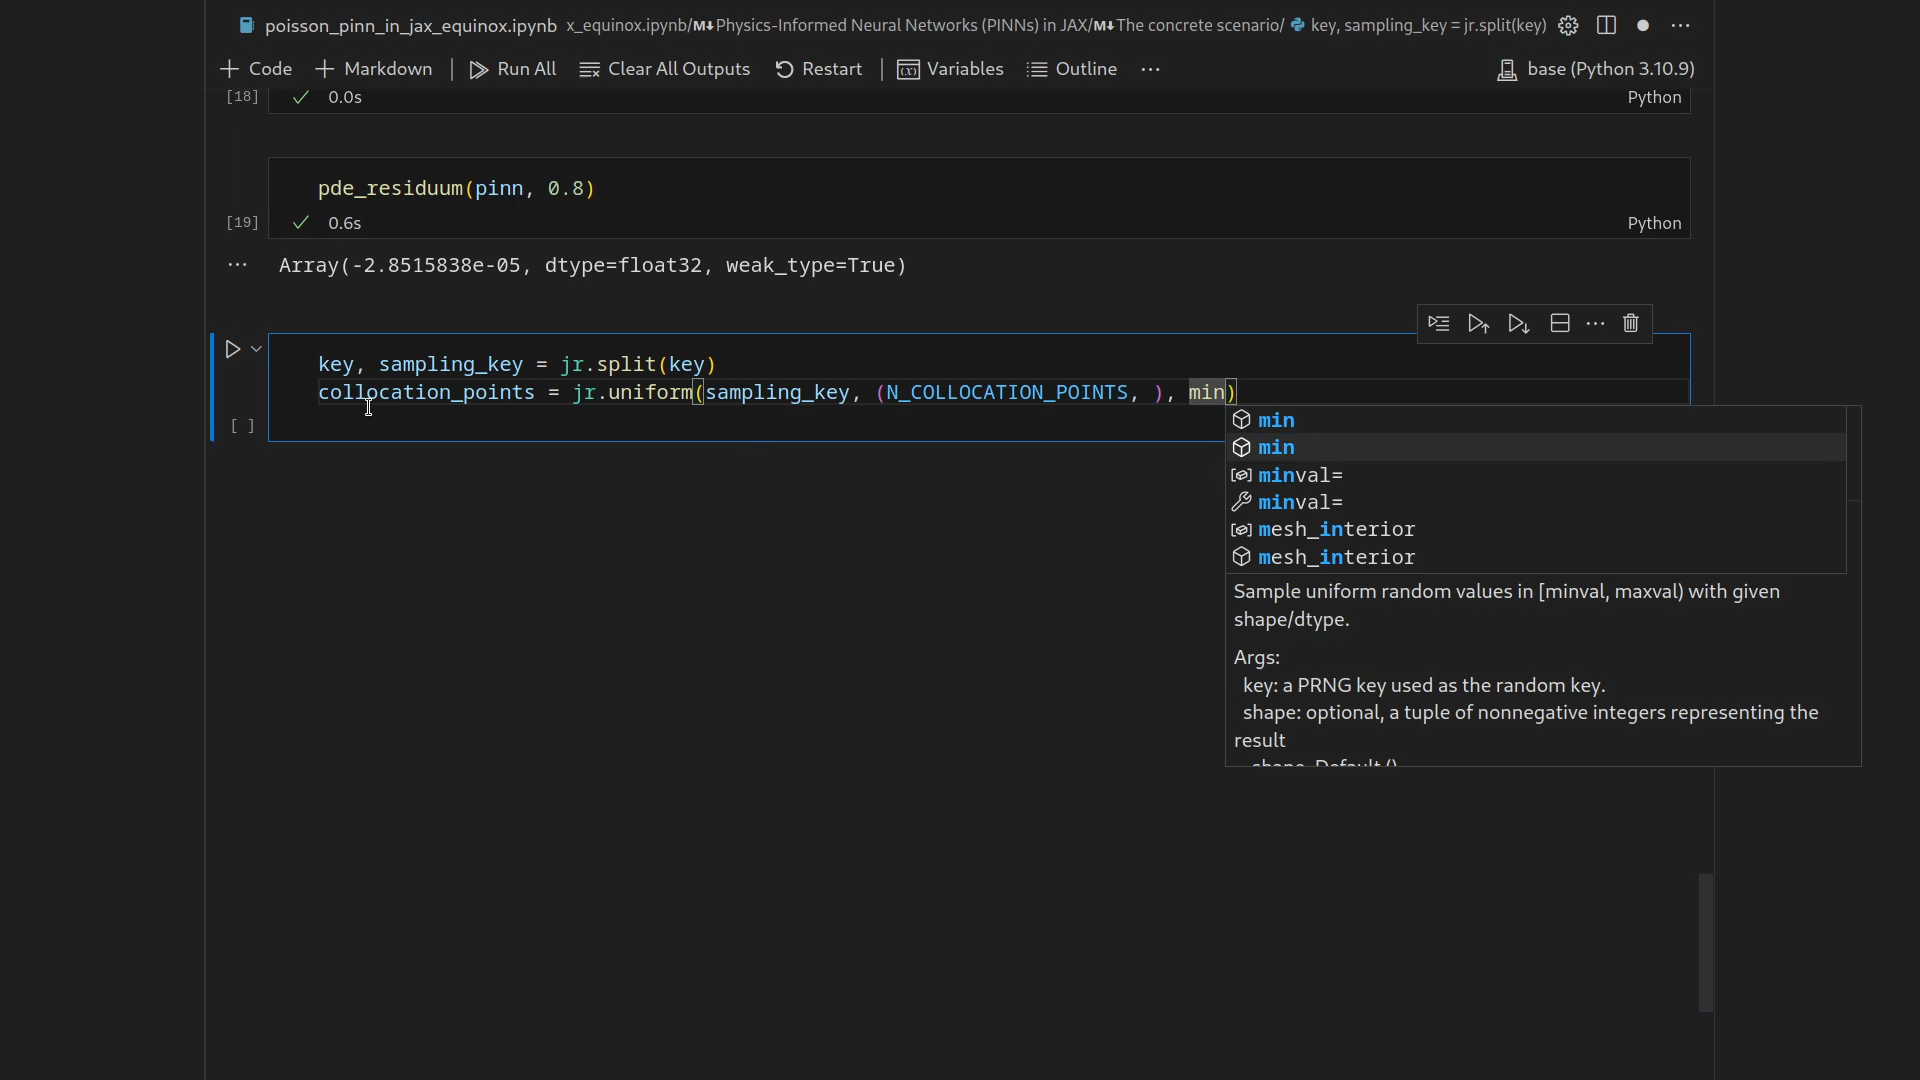 poisson_pinn_in_jax_equinox.ipynb x_equinox.ipynb/M↓Physics-Informed Neural Networks (PINNs) in JAX/M↓The concrete scenario/ key, sampling_key = jr.split(key)
+ Code + Markdown | Run All Clear All Outputs Restart | Variables Outline ··· base (Python 3.10.9)
[18] ✓ 0.0s Python
pde_residuum(pinn, 0.8)
[19] ✓ 0.6s Python
··· Array(-2.8515838e-05, dtype=float32, weak_type=True)
key, sampling_key = jr.split(key)
collocation_points = jr.uniform(sampling_key, (N_COLLOCATION_POINTS, ), min)
[ ]
min
min
minval=
minval=
mesh_interior
mesh_interior
Sample uniform random values in [minval, maxval) with given
shape/dtype.
Args:
key: a PRNG key used as the random key.
shape: optional, a tuple of nonnegative integers representing the
result
shape. Default ()